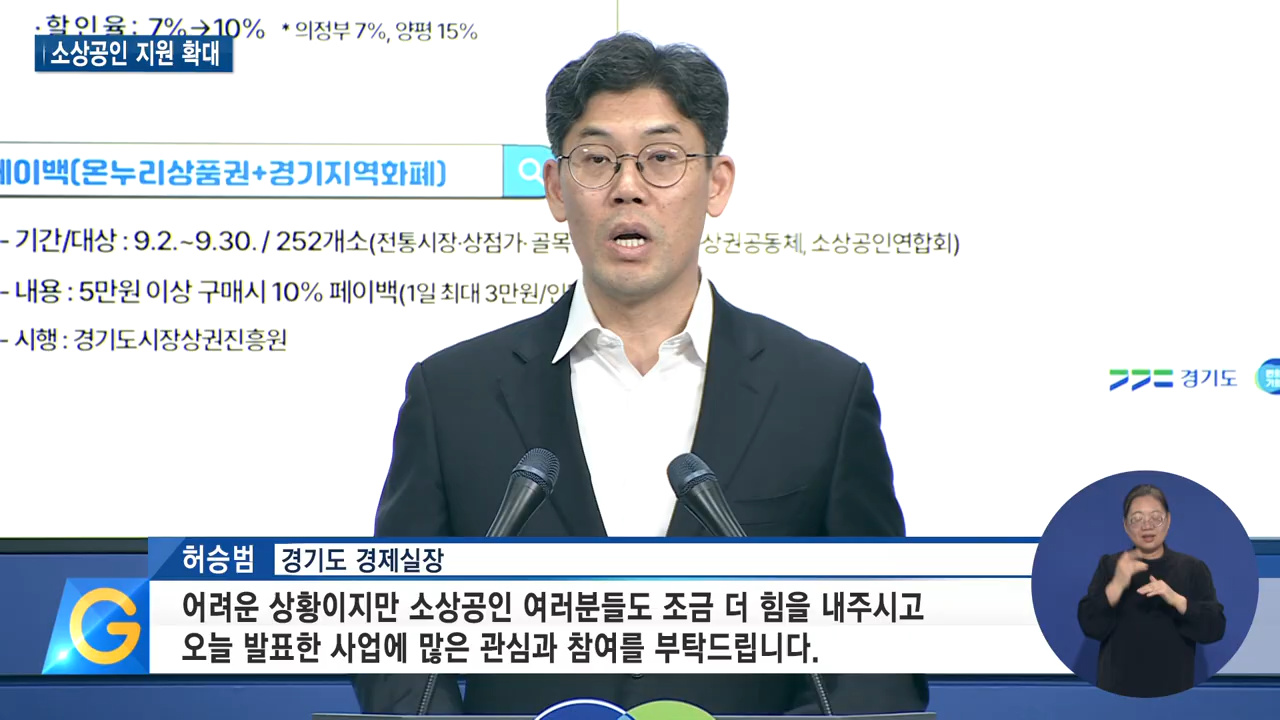 · 할 인 율 : 7%→10% * 의정부 7%, 양평 15%
소상공인 지원 확대
페이백(온누리상품권+경기지역화폐)
- 기간/대상 : 9.2.~9.30. / 252개소(전통시장·상점가· 골목 상권공동체, 소상공인연합회)
- 내용 : 5만원 이상 구매시 10% 페이백(1일 최대 3만원/인
- 시행 : 경기도시장상권진흥원
경기도
허승범 경기도 경제실장
어려운 상황이지만 소상공인 여러분들도 조금 더 힘을 내주시고
오늘 발표한 사업에 많은 관심과 참여를 부탁드립니다.
G